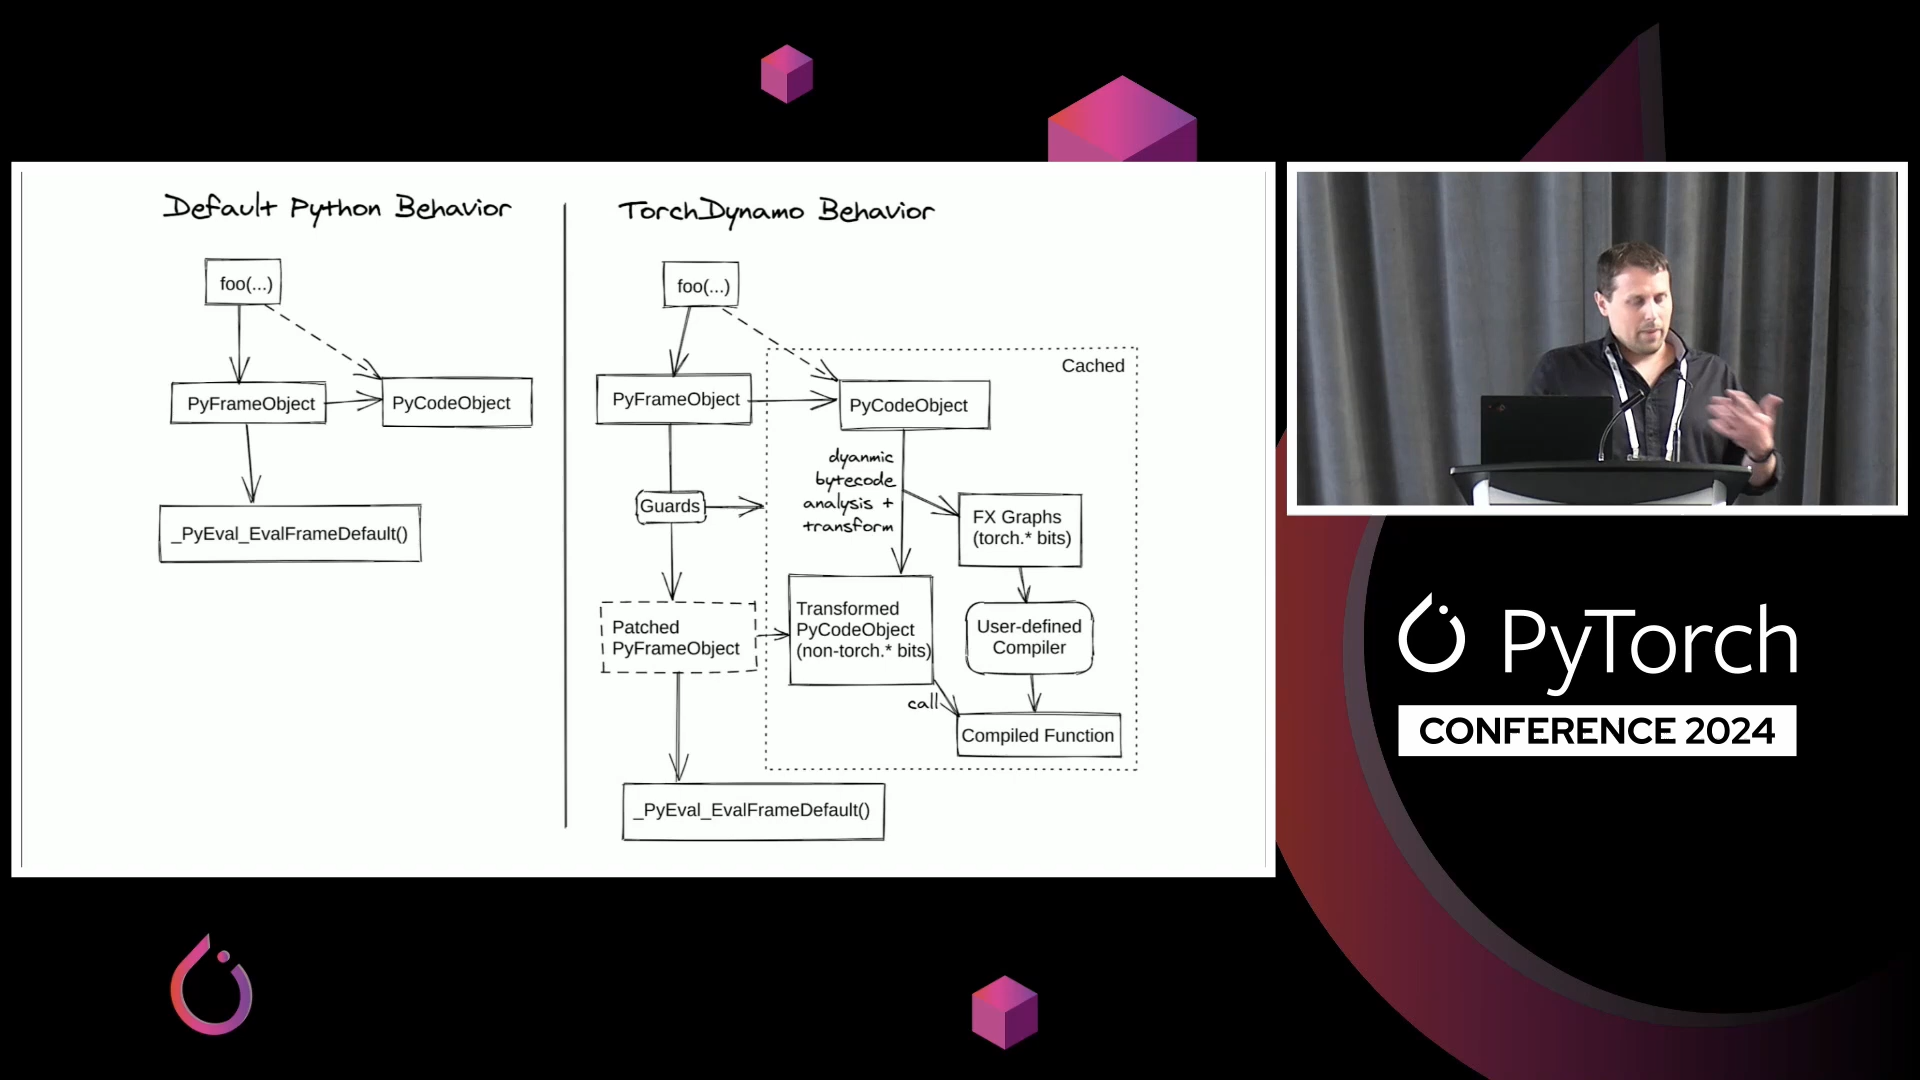 Default Python Behavior
foo(...)
PyFrameObject
PyCodeObject
_PyEval_EvalFrameDefault()
TorchDynamo Behavior
foo(...)
Cached
PyFrameObject
PyCodeObject
dyanmic
bytecode
analysis +
transform
Guards
FX Graphs
(torch.* bits)
Patched
PyFrameObject
Transformed
PyCodeObject
(non-torch.* bits)
User-defined
Compiler
call
Compiled Function
_PyEval_EvalFrameDefault()
PyTorch
CONFERENCE 2024